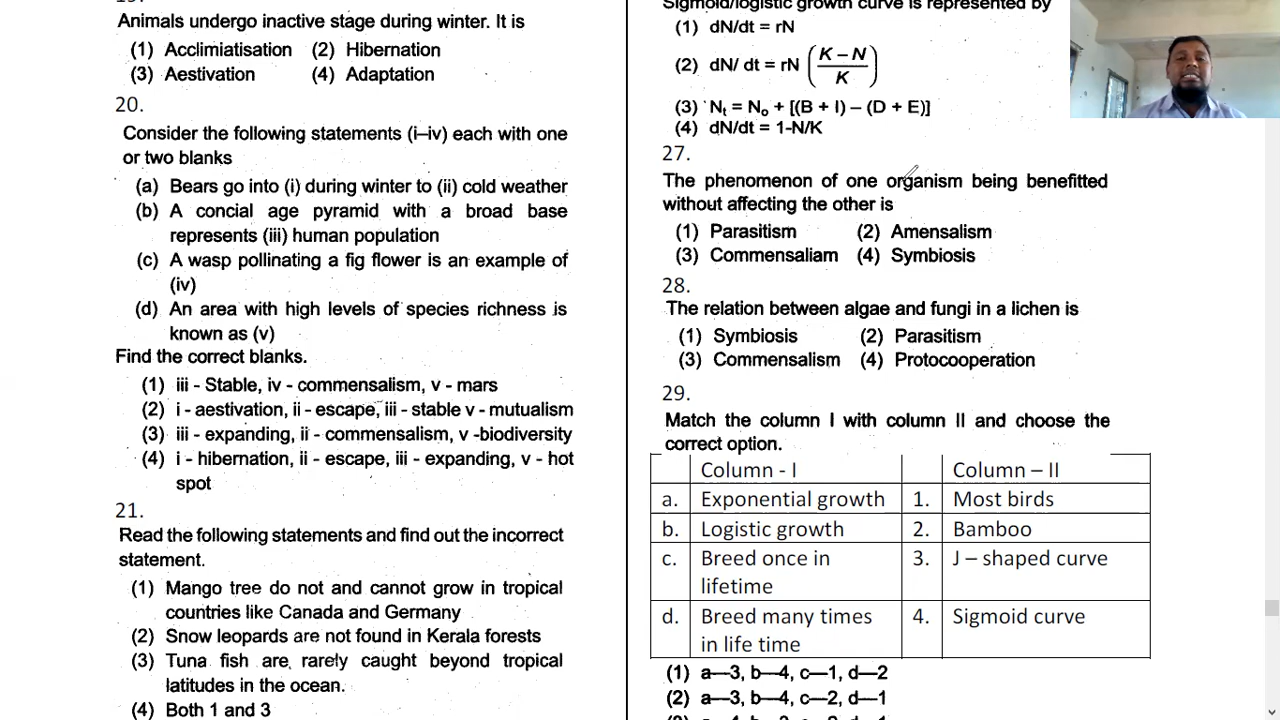 19.
Animals undergo inactive stage during winter. It is
(1) Acclimiatisation (2) Hibernation
(3) Aestivation (4) Adaptation
20.
Consider the following statements (i–iv) each with one
or two blanks
(a) Bears go into (i) during winter to (ii) cold weather
(b) A concial age pyramid with a broad base
represents (iii) human population
(c) A wasp pollinating a fig flower is an example of
(iv)
(d) An area with high levels of species richness is
known as (v)
Find the correct blanks.
(1) iii - Stable, iv - commensalism, v - mars
(2) i - aestivation, ii - escape, iii - stable v - mutualism
(3) iii - expanding, ii - commensalism, v -biodiversity
(4) i - hibernation, ii - escape, iii - expanding, v - hot
spot
21.
Read the following statements and find out the incorrect
statement.
(1) Mango tree do not and cannot grow in tropical
countries like Canada and Germany
(2) Snow leopards are not found in Kerala forests
(3) Tuna fish are rarely caught beyond tropical
latitudes in the ocean.
(4) Both 1 and 3
Sigmoid/logistic growth curve is represented by
(1) dN/dt = rN
(2) dN/ dt = rN (K – N / K)
(3) Nt = No + [(B + I) – (D + E)]
(4) dN/dt = 1-N/K
27.
The phenomenon of one organism being benefitted
without affecting the other is
(1) Parasitism (2) Amensalism
(3) Commensaliam (4) Symbiosis
28.
The relation between algae and fungi in a lichen is
(1) Symbiosis (2) Parasitism
(3) Commensalism (4) Protocooperation
29.
Match the column I with column II and choose the
correct option.
Column - I Column – II
a. Exponential growth 1. Most birds
b. Logistic growth 2. Bamboo
c. Breed once in 3. J – shaped curve
lifetime
d. Breed many times 4. Sigmoid curve
in life time
(1) a—3, b—4, c—1, d—2
(2) a—3, b—4, c—2, d—1